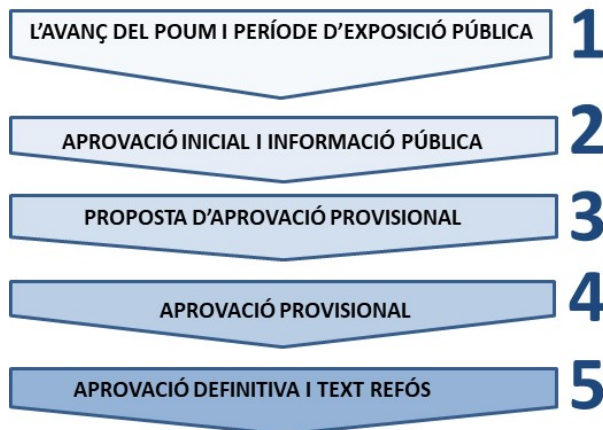 L'AVANÇ DEL POUM I PERÍODE D'EXPOSICIÓ PÚBLICA 1
APROVACIÓ INICIAL I INFORMACIÓ PÚBLICA 2
PROPOSTA D'APROVACIÓ PROVISIONAL 3
APROVACIÓ PROVISIONAL 4
APROVACIÓ DEFINITIVA I TEXT REFÓS 5